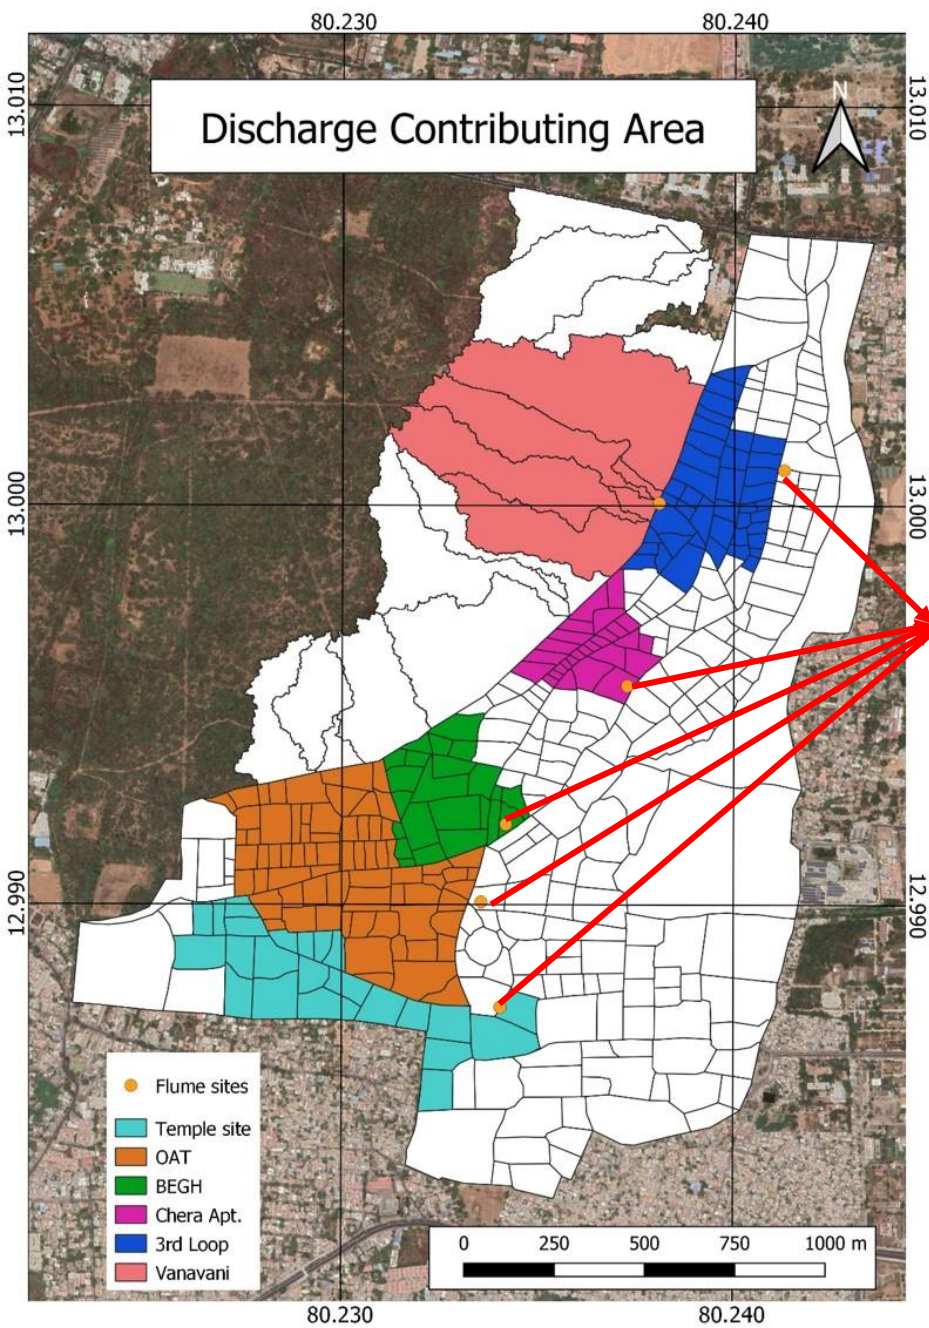 80.230 80.240
Discharge Contributing Area
N
13.010 13.010
13.000 13.000
12.990 12.990
Flume sites
Temple site
OAT
BEGH
Chera Apt.
3rd Loop
Vanavani
0 250 500 750 1000 m
80.230 80.240